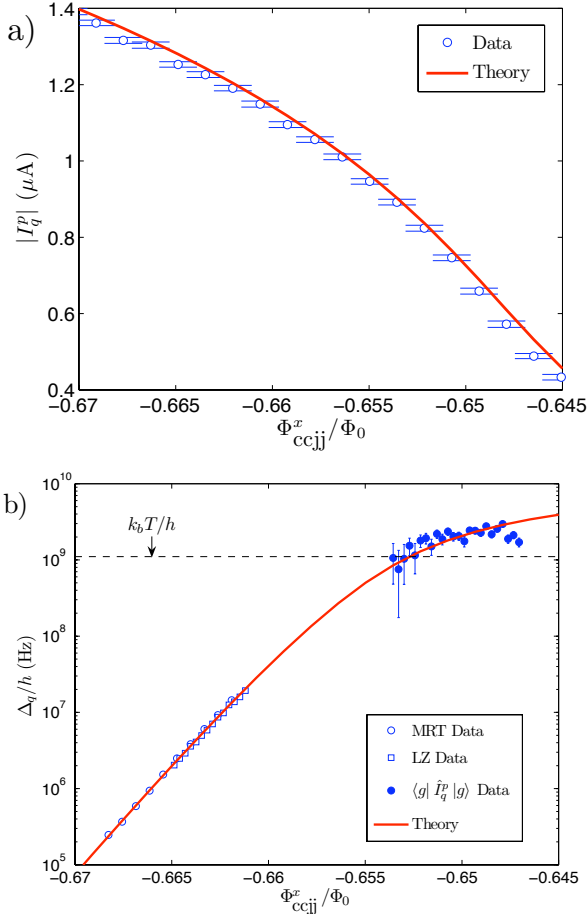 a)
1.4
1.2
1
0.8
0.6
0.4
|I_q^p| (μA)
Data
Theory
−0.67 −0.665 −0.66 −0.655 −0.65 −0.645
Φ^x_ccjj/Φ_0
b)
10^10
10^9
10^8
10^7
10^6
10^5
Δ_q/h (Hz)
k_bT/h
MRT Data
LZ Data
⟨g| Î_q^p |g⟩ Data
Theory
−0.67 −0.665 −0.66 −0.655 −0.65 −0.645
Φ^x_ccjj/Φ_0